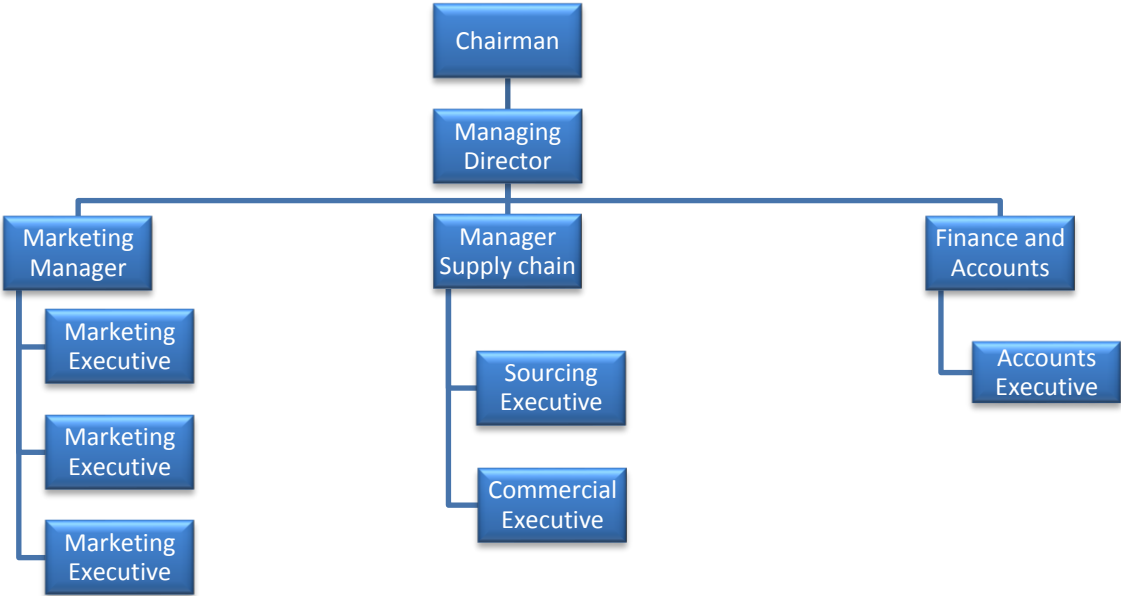 Chairman
Managing
Director
Marketing
Manager
Manager
Supply chain
Finance and
Accounts
Marketing
Executive
Marketing
Executive
Marketing
Executive
Sourcing
Executive
Commercial
Executive
Accounts
Executive